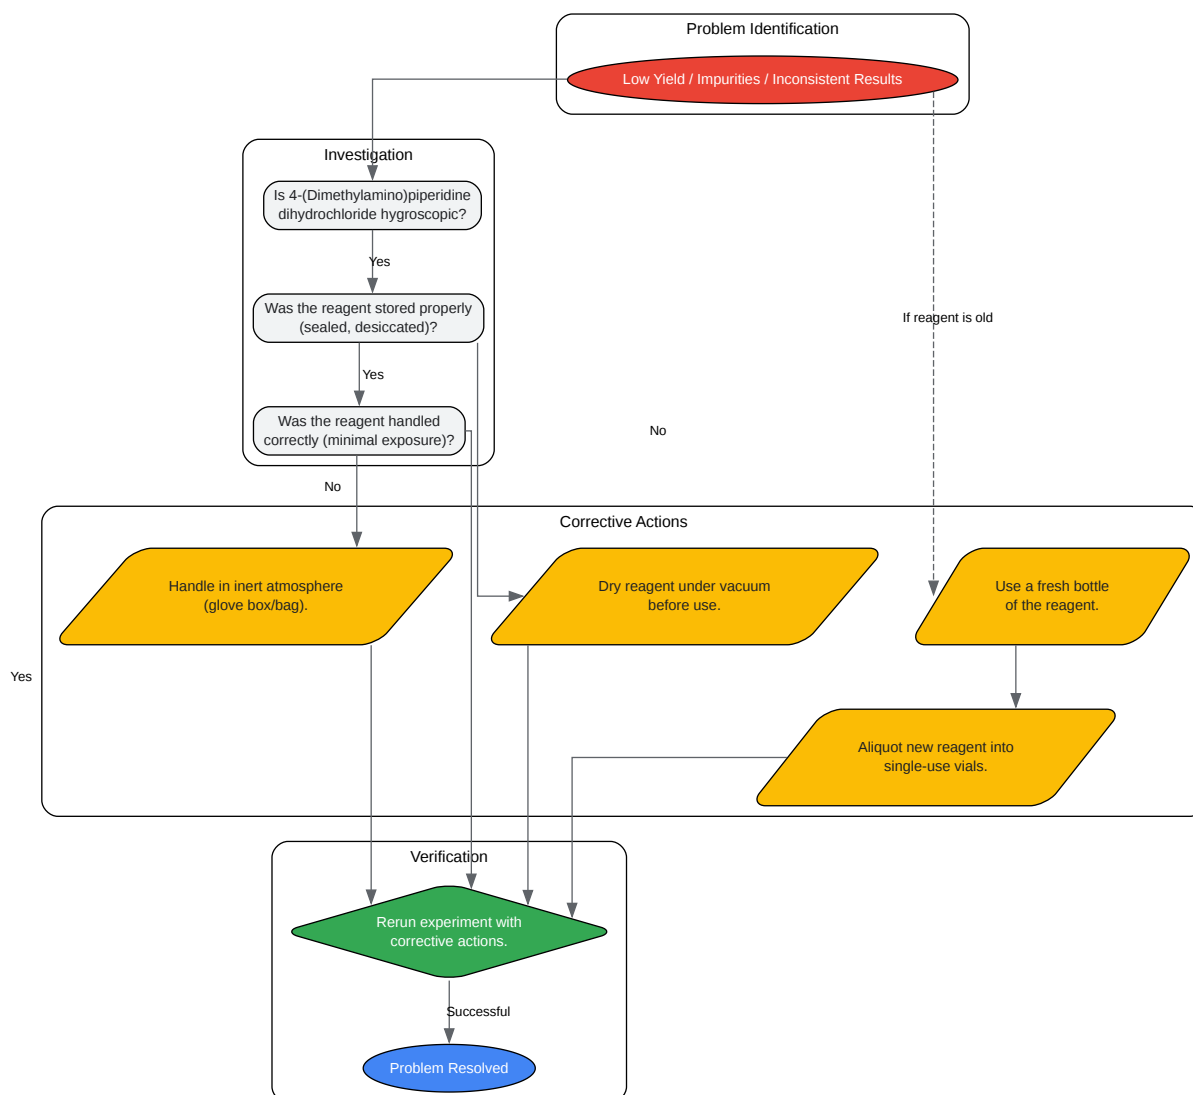 Problem Identification
Low Yield / Impurities / Inconsistent Results
Investigation
Is 4-(Dimethylamino)piperidine
dihydrochloride hygroscopic?
Yes
Was the reagent stored properly
(sealed, desiccated)?
If reagent is old
Yes
Was the reagent handled
correctly (minimal exposure)?
No
No
Corrective Actions
Handle in inert atmosphere
(glove box/bag).
Dry reagent under vacuum
before use.
Use a fresh bottle
of the reagent.
Yes
Aliquot new reagent into
single-use vials.
Verification
Rerun experiment with
corrective actions.
Successful
Problem Resolved